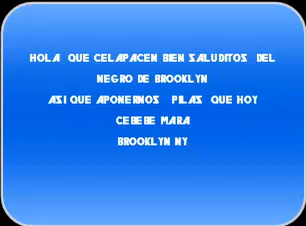 HOLA QUE CELAPACEN BIEN SALUDITOS DEL
NEGRO DE BROOKLYN
ASI QUE APONERNOS PILAS QUE HOY
CEBEBE MARA
BROOKLYN NY